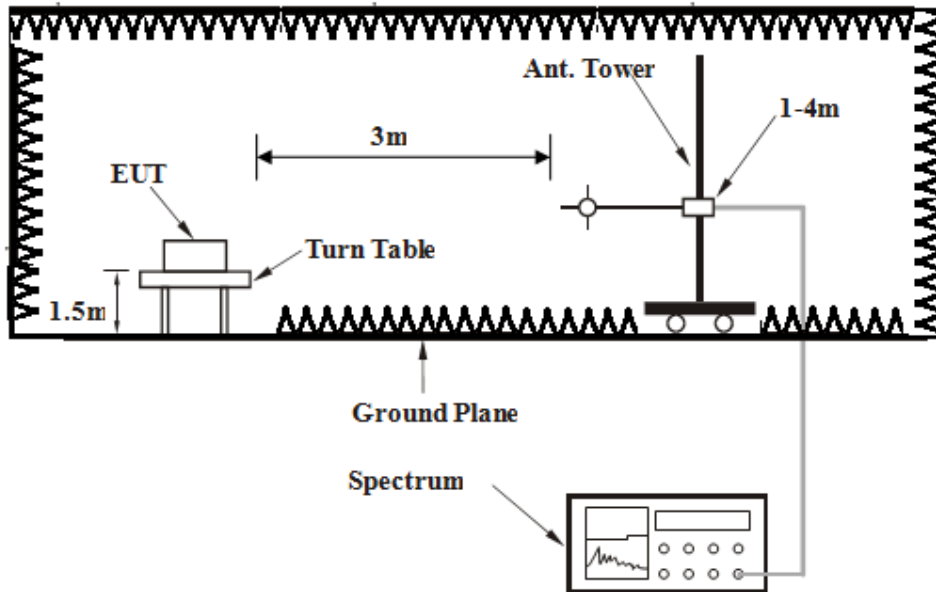 Ant. Tower
1-4m
3m
EUT
Turn Table
1.5m
Ground Plane
Spectrum